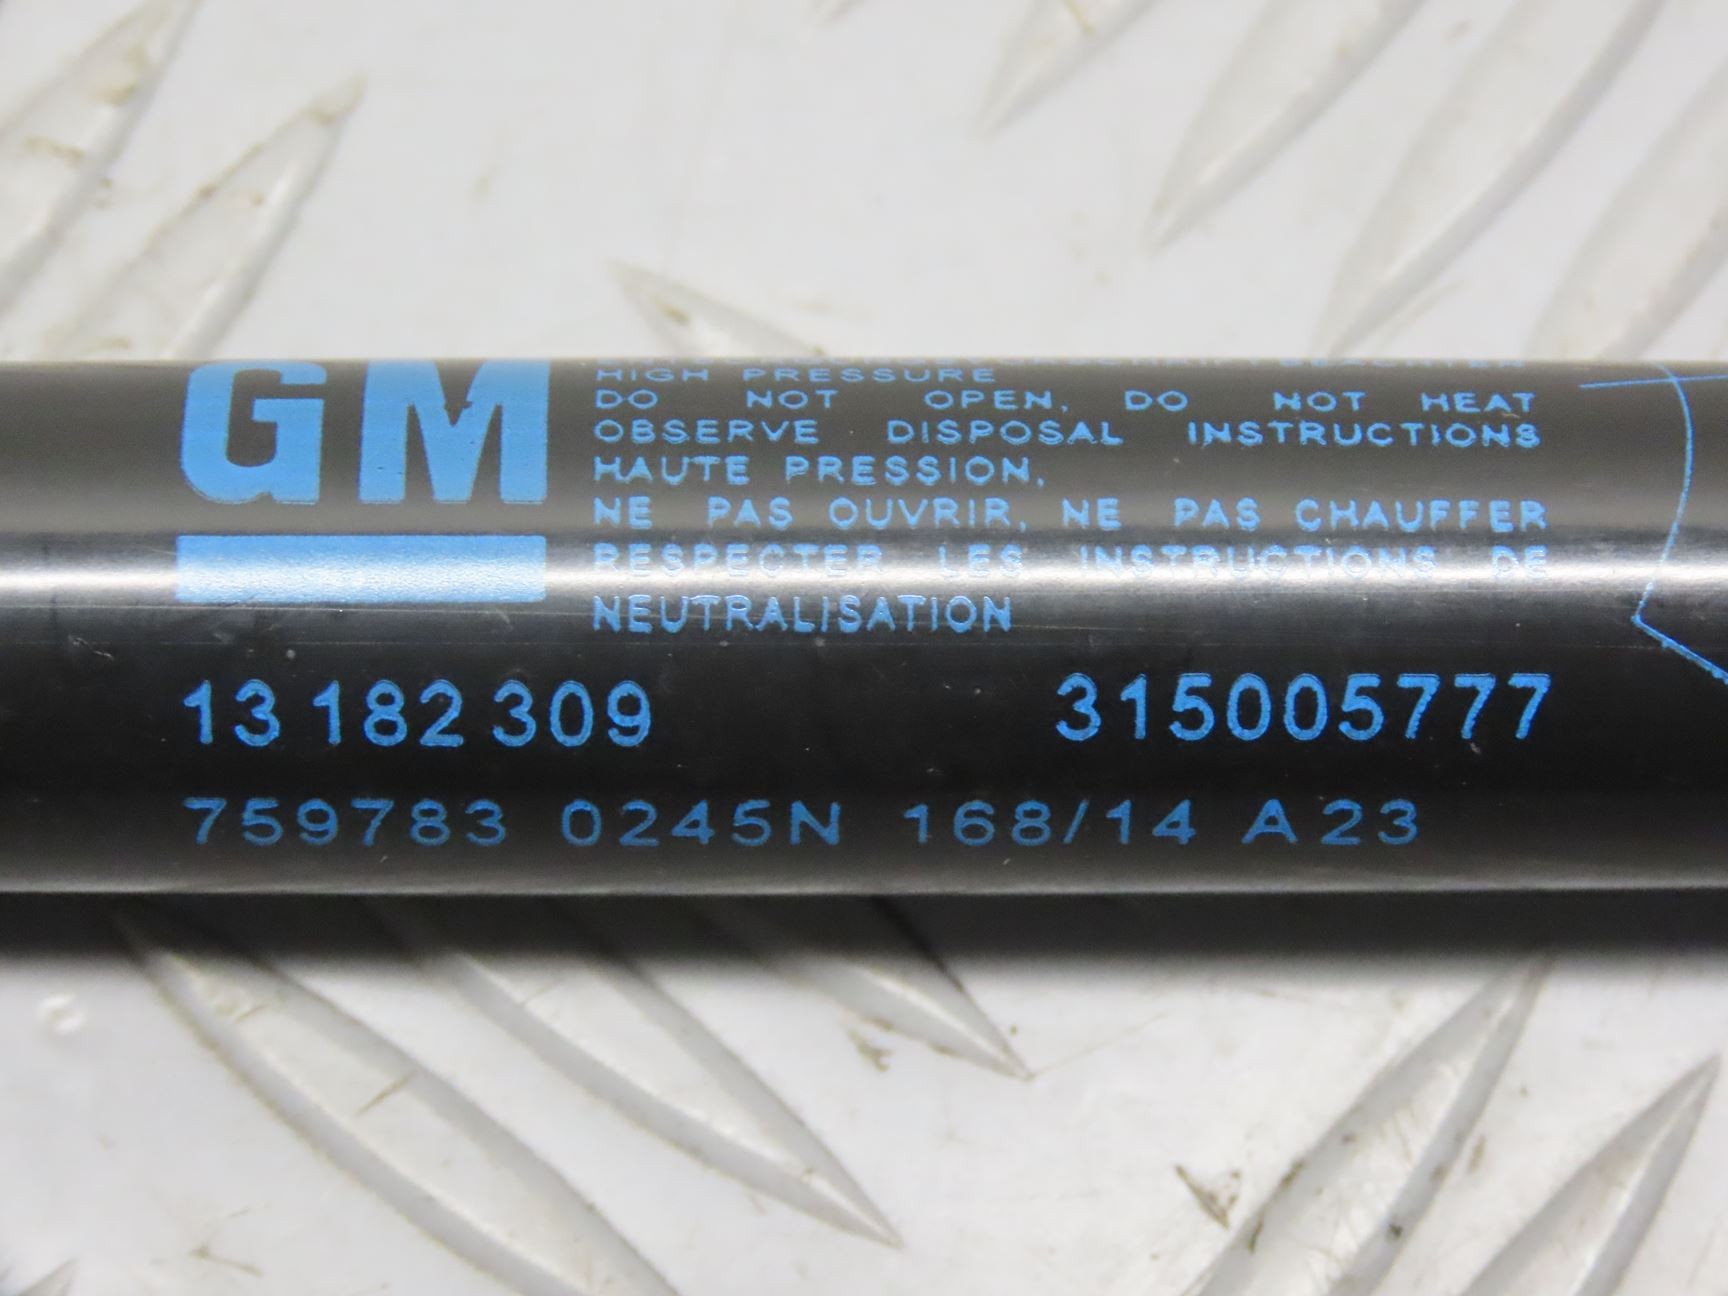 GM
HIGH PRESSURE
DO NOT OPEN, DO NOT HEAT
OBSERVE DISPOSAL INSTRUCTIONS
HAUTE PRESSION,
NE PAS OUVRIR, NE PAS CHAUFFER
RESPECTER LES INSTRUCTIONS DE
NEUTRALISATION
13 182 309 315005777
759783 0245N 168/14 A23